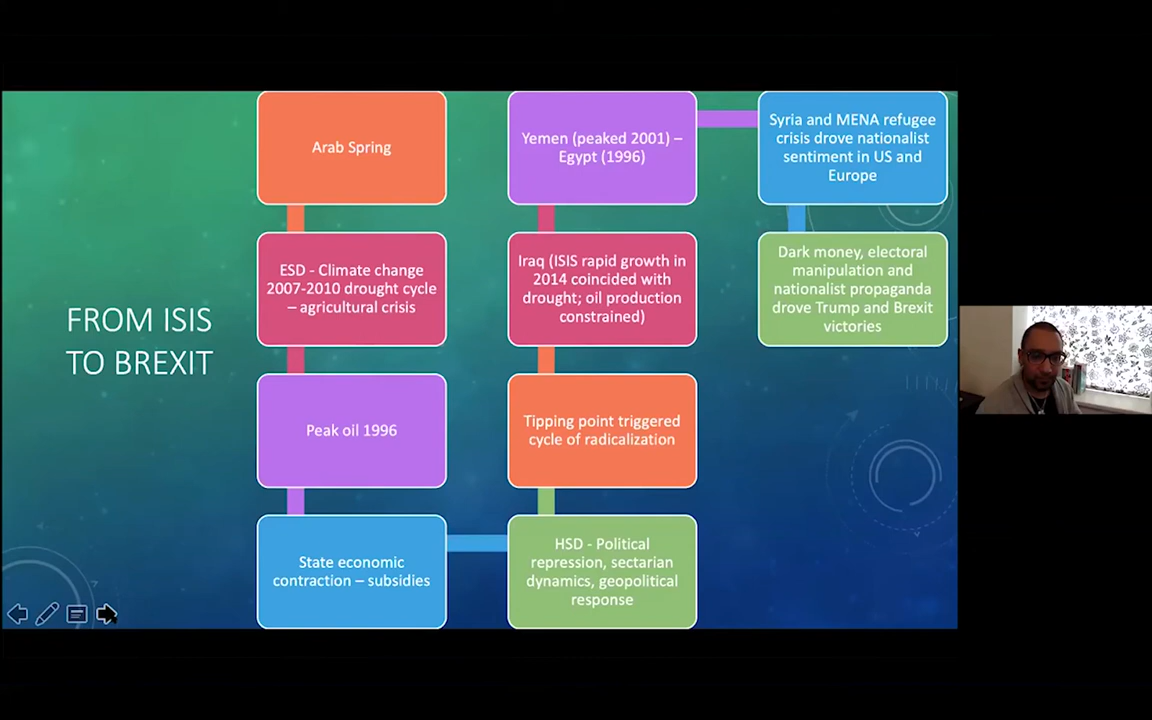 FROM ISIS
TO BREXIT
Arab Spring
ESD - Climate change
2007-2010 drought cycle
– agricultural crisis
Peak oil 1996
State economic
contraction – subsidies
HSD - Political
repression, sectarian
dynamics, geopolitical
response
Tipping point triggered
cycle of radicalization
Iraq (ISIS rapid growth in
2014 coincided with
drought; oil production
constrained)
Yemen (peaked 2001) –
Egypt (1996)
Syria and MENA refugee
crisis drove nationalist
sentiment in US and
Europe
Dark money, electoral
manipulation and
nationalist propaganda
drove Trump and Brexit
victories